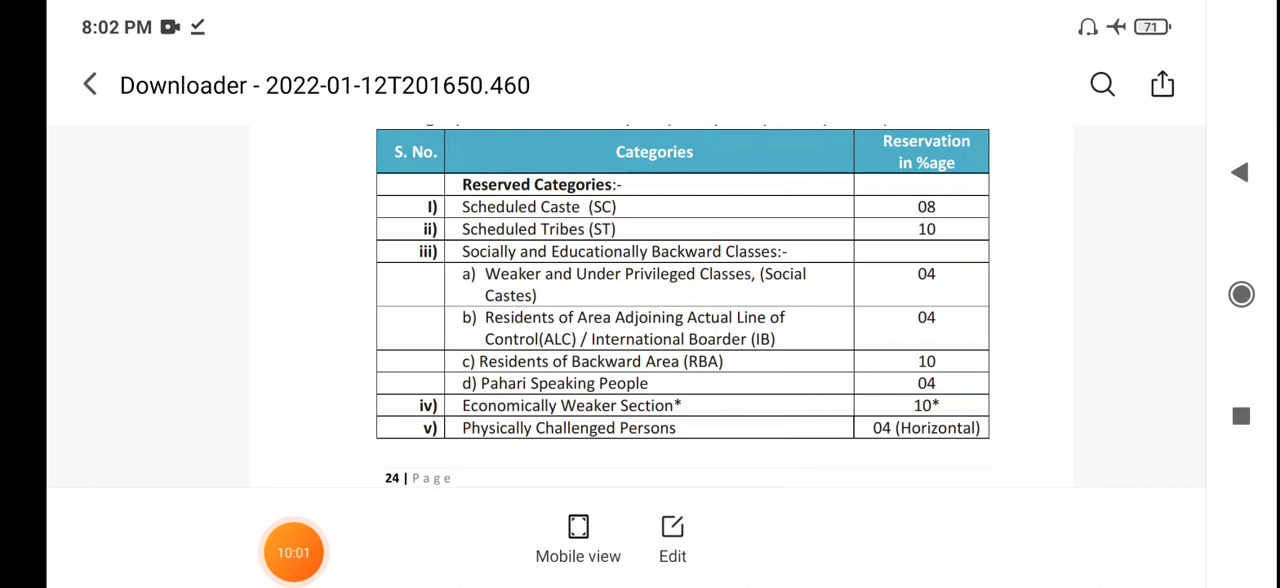 8:02 PM
71
Downloader - 2022-01-12T201650.460
S. No. Categories Reservation in %age
Reserved Categories:-
I) Scheduled Caste (SC) 08
ii) Scheduled Tribes (ST) 10
iii) Socially and Educationally Backward Classes:-
a) Weaker and Under Privileged Classes, (Social 04
Castes)
b) Residents of Area Adjoining Actual Line of 04
Control(ALC) / International Boarder (IB)
c) Residents of Backward Area (RBA) 10
d) Pahari Speaking People 04
iv) Economically Weaker Section* 10*
v) Physically Challenged Persons 04 (Horizontal)
24 | Page
10:01
Mobile view Edit